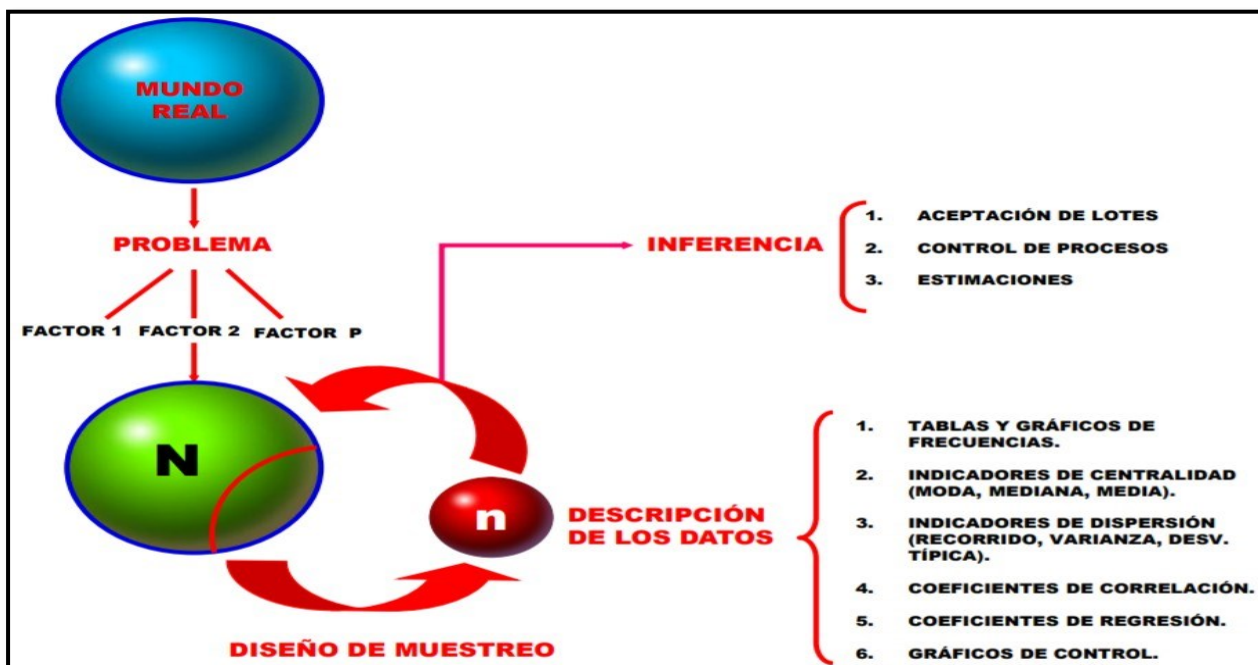 MUNDO
REAL
PROBLEMA
FACTOR 1 FACTOR 2 FACTOR P
N
n
INFERENCIA
1. ACEPTACIÓN DE LOTES
2. CONTROL DE PROCESOS
3. ESTIMACIONES
DESCRIPCIÓN
DE LOS DATOS
1. TABLAS Y GRÁFICOS DE
FRECUENCIAS.
2. INDICADORES DE CENTRALIDAD
(MODA, MEDIANA, MEDIA).
3. INDICADORES DE DISPERSIÓN
(RECORRIDO, VARIANZA, DESV.
TÍPICA).
4. COEFICIENTES DE CORRELACIÓN.
5. COEFICIENTES DE REGRESIÓN.
6. GRÁFICOS DE CONTROL.
DISEÑO DE MUESTREO